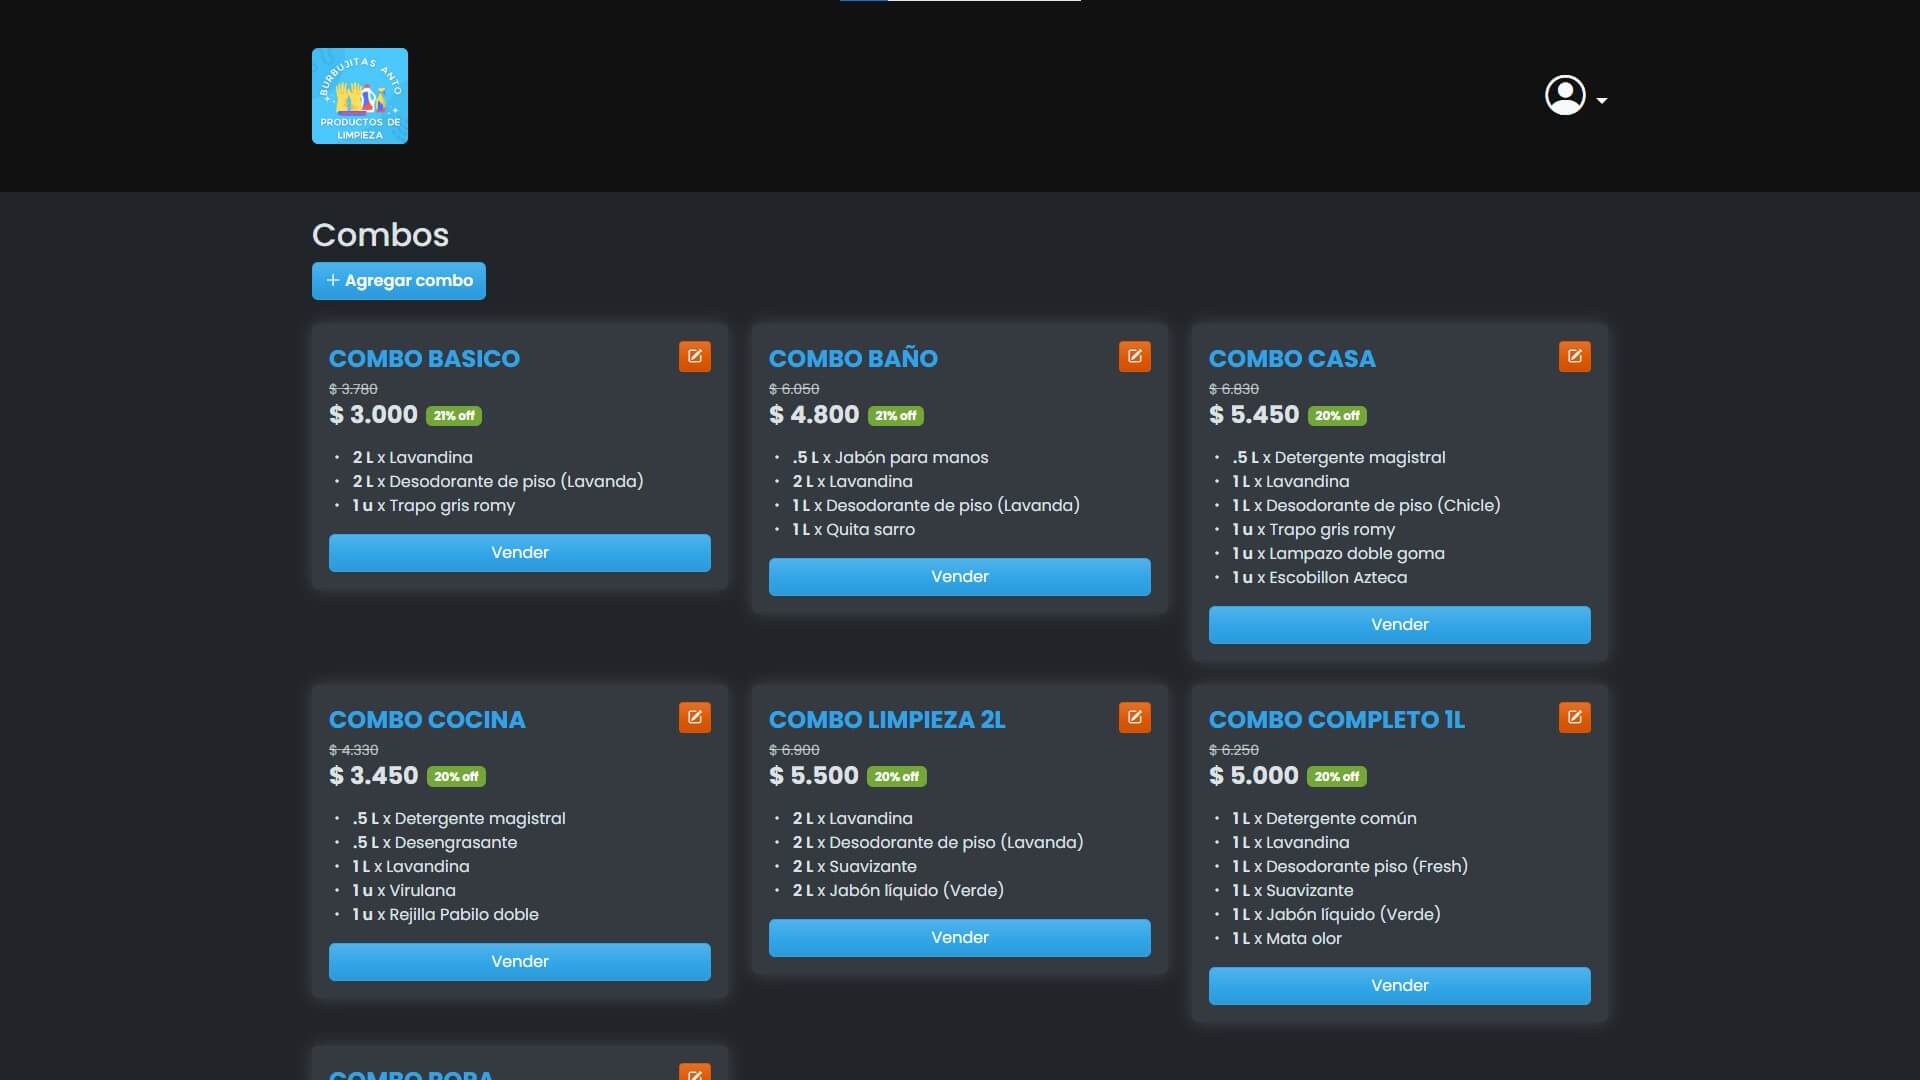 BURBUJITAS ANTO
PRODUCTOS DE
LIMPIEZA
Combos
+ Agregar combo
COMBO BASICO
$ 3.780
$ 3.000 21% off
• 2 L x Lavandina
• 2 L x Desodorante de piso (Lavanda)
• 1 u x Trapo gris romy
Vender
COMBO BAÑO
$ 6.050
$ 4.800 21% off
• .5 L x Jabón para manos
• 2 L x Lavandina
• 1 L x Desodorante de piso (Lavanda)
• 1 L x Quita sarro
Vender
COMBO CASA
$ 6.830
$ 5.450 20% off
• .5 L x Detergente magistral
• 1 L x Lavandina
• 1 L x Desodorante de piso (Chicle)
• 1 u x Trapo gris romy
• 1 u x Lampazo doble goma
• 1 u x Escobillon Azteca
Vender
COMBO COCINA
$ 4.330
$ 3.450 20% off
• .5 L x Detergente magistral
• .5 L x Desengrasante
• 1 L x Lavandina
• 1 u x Virulana
• 1 u x Rejilla Pabilo doble
Vender
COMBO LIMPIEZA 2L
$ 6.900
$ 5.500 20% off
• 2 L x Lavandina
• 2 L x Desodorante de piso (Lavanda)
• 2 L x Suavizante
• 2 L x Jabón líquido (Verde)
Vender
COMBO COMPLETO 1L
$ 6.250
$ 5.000 20% off
• 1 L x Detergente común
• 1 L x Lavandina
• 1 L x Desodorante piso (Fresh)
• 1 L x Suavizante
• 1 L x Jabón líquido (Verde)
• 1 L x Mata olor
Vender
COMBO